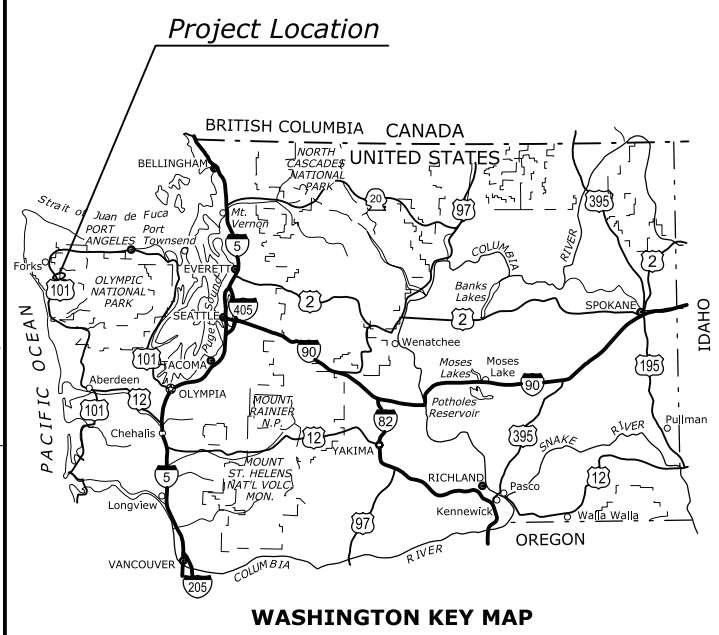 Project Location
BRITISH COLUMBIA CANADA
UNITED STATES
BELLINGHAM
NORTH
CASCADES
NATIONAL
PARK
20
97
395
Strait of Juan de Fuca
Mt.
Vernon
PORT
ANGELES
Port
Townsend
5
COLUMBIA
RIVER
2
Forks
EVERETT
101
OLYMPIC
NATIONAL
PARK
Puget Sound
405
2
Banks
Lakes
2
SPOKANE
SEATTLE
IDAHO
PACIFIC OCEAN
90
Wenatchee
101
TACOMA
Moses
Lakes
Moses
Lake
90
195
Aberdeen
12
OLYMPIA
101
MOUNT
RAINIER
N.P.
Potholes
Reservoir
82
Chehalis
12
YAKIMA
395
SNAKE
RIVER
Pullman
5
MOUNT
ST. HELENS
NAT'L VOLC.
MON.
RICHLAND
12
Longview
Pasco
Kennewick
Walla Walla
97
OREGON
VANCOUVER
COLUMBIA
RIVER
205
WASHINGTON KEY MAP